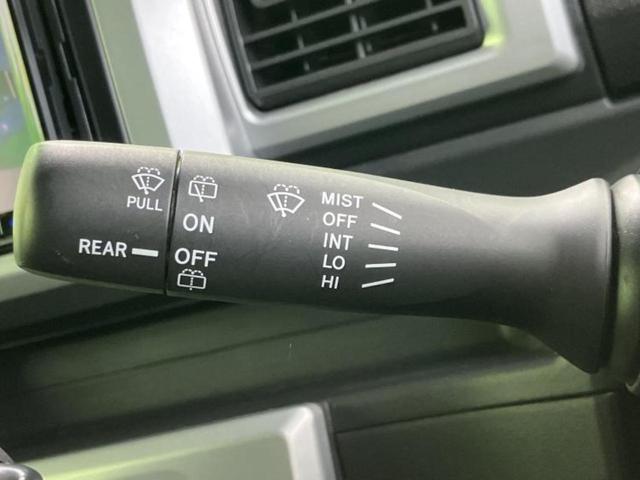 PULL
REAR
ON
OFF
MIST
OFF
INT
LO
HI